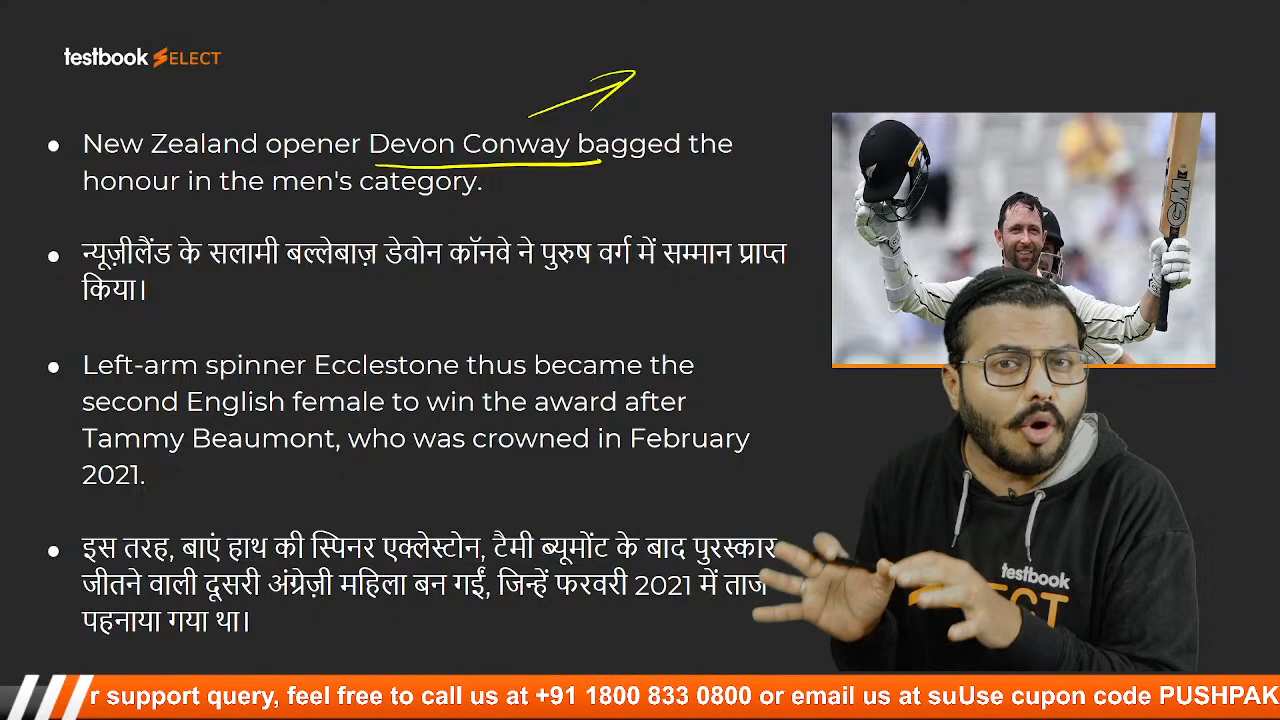 testbook SELECT
New Zealand opener Devon Conway bagged the
honour in the men's category.
न्यूज़ीलैंड के सलामी बल्लेबाज़ डेवोन कॉनवे ने पुरुष वर्ग में सम्मान प्राप्त
किया।
Left-arm spinner Ecclestone thus became the
second English female to win the award after
Tammy Beaumont, who was crowned in February
2021.
इस तरह, बाएं हाथ की स्पिनर एक्लेस्टोन, टैमी ब्यूमोंट के बाद पुरस्कार
जीतने वाली दूसरी अंग्रेज़ी महिला बन गईं, जिन्हें फरवरी 2021 में ताज
पहनाया गया था।
GM
testbook
r support query, feel free to call us at +91 1800 833 0800 or email us at suUse cupon code PUSHPAK